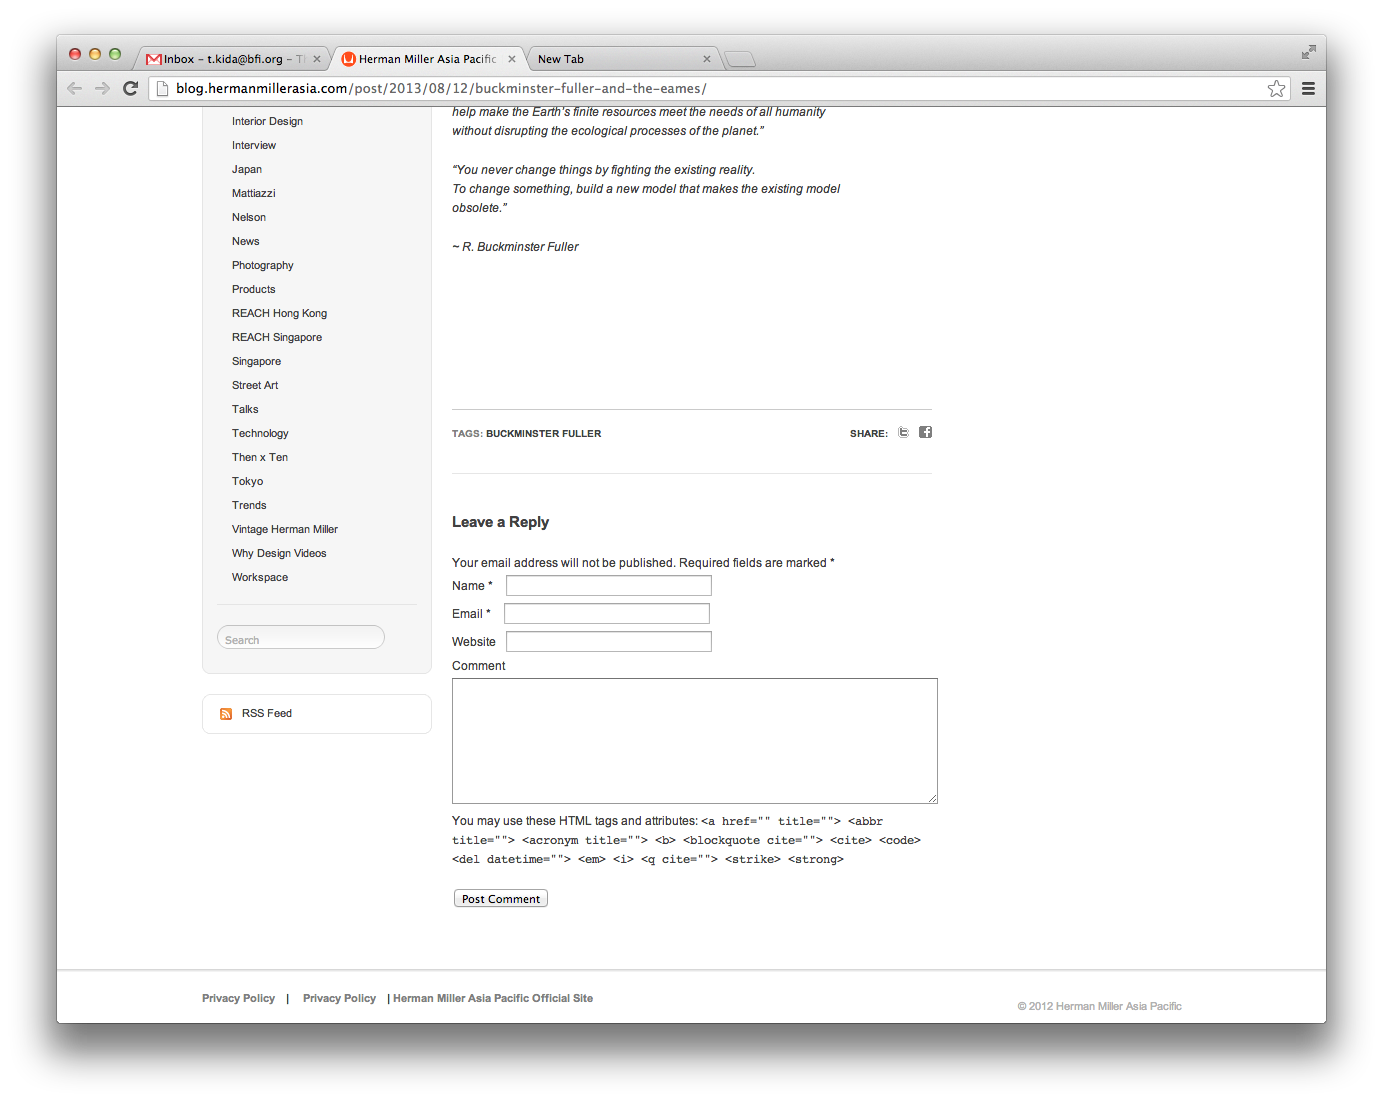 Inbox – t.kida@bfi.org – Th
Herman Miller Asia Pacific
New Tab
blog.hermanmillerasia.com/post/2013/08/12/buckminster-fuller-and-the-eames/
Interior Design
Interview
Japan
Mattiazzi
Nelson
News
Photography
Products
REACH Hong Kong
REACH Singapore
Singapore
Street Art
Talks
Technology
Then x Ten
Tokyo
Trends
Vintage Herman Miller
Why Design Videos
Workspace
Search
RSS Feed
help make the Earth's finite resources meet the needs of all humanity
without disrupting the ecological processes of the planet.”
“You never change things by fighting the existing reality.
To change something, build a new model that makes the existing model
obsolete.”
~ R. Buckminster Fuller
TAGS: BUCKMINSTER FULLER
SHARE:
Leave a Reply
Your email address will not be published. Required fields are marked *
Name *
Email *
Website
Comment
You may use these HTML tags and attributes: <a href="" title=""> <abbr
title=""> <acronym title=""> <b> <blockquote cite=""> <cite> <code>
<del datetime=""> <em> <i> <q cite=""> <strike> <strong>
Post Comment
Privacy Policy | Privacy Policy | Herman Miller Asia Pacific Official Site
© 2012 Herman Miller Asia Pacific